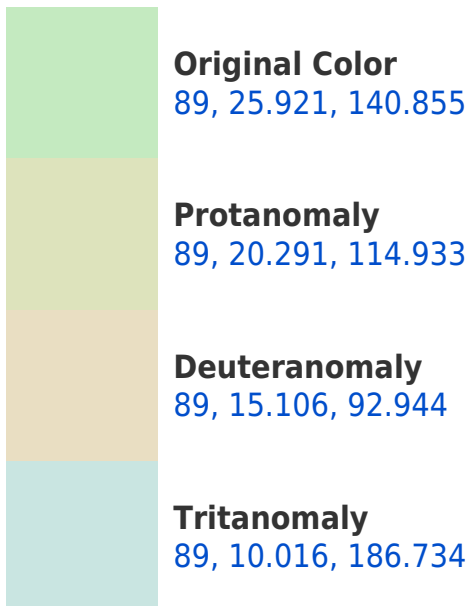 Original Color
89, 25.921, 140.855
Protanomaly
89, 20.291, 114.933
Deuteranomaly
89, 15.106, 92.944
Tritanomaly
89, 10.016, 186.734